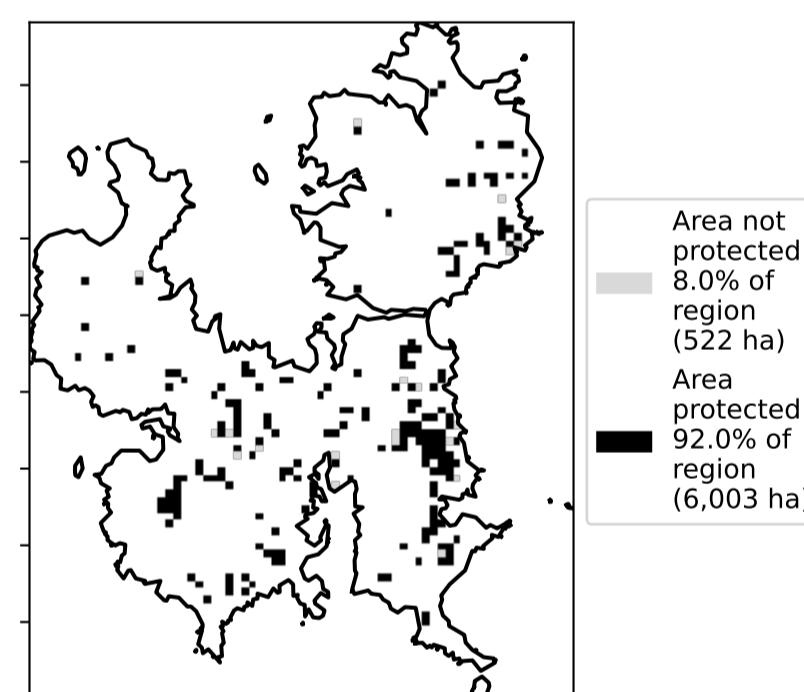 Area not
protected
8.0% of
region
(522 ha)
Area
protected
92.0% of
region
(6,003 ha)